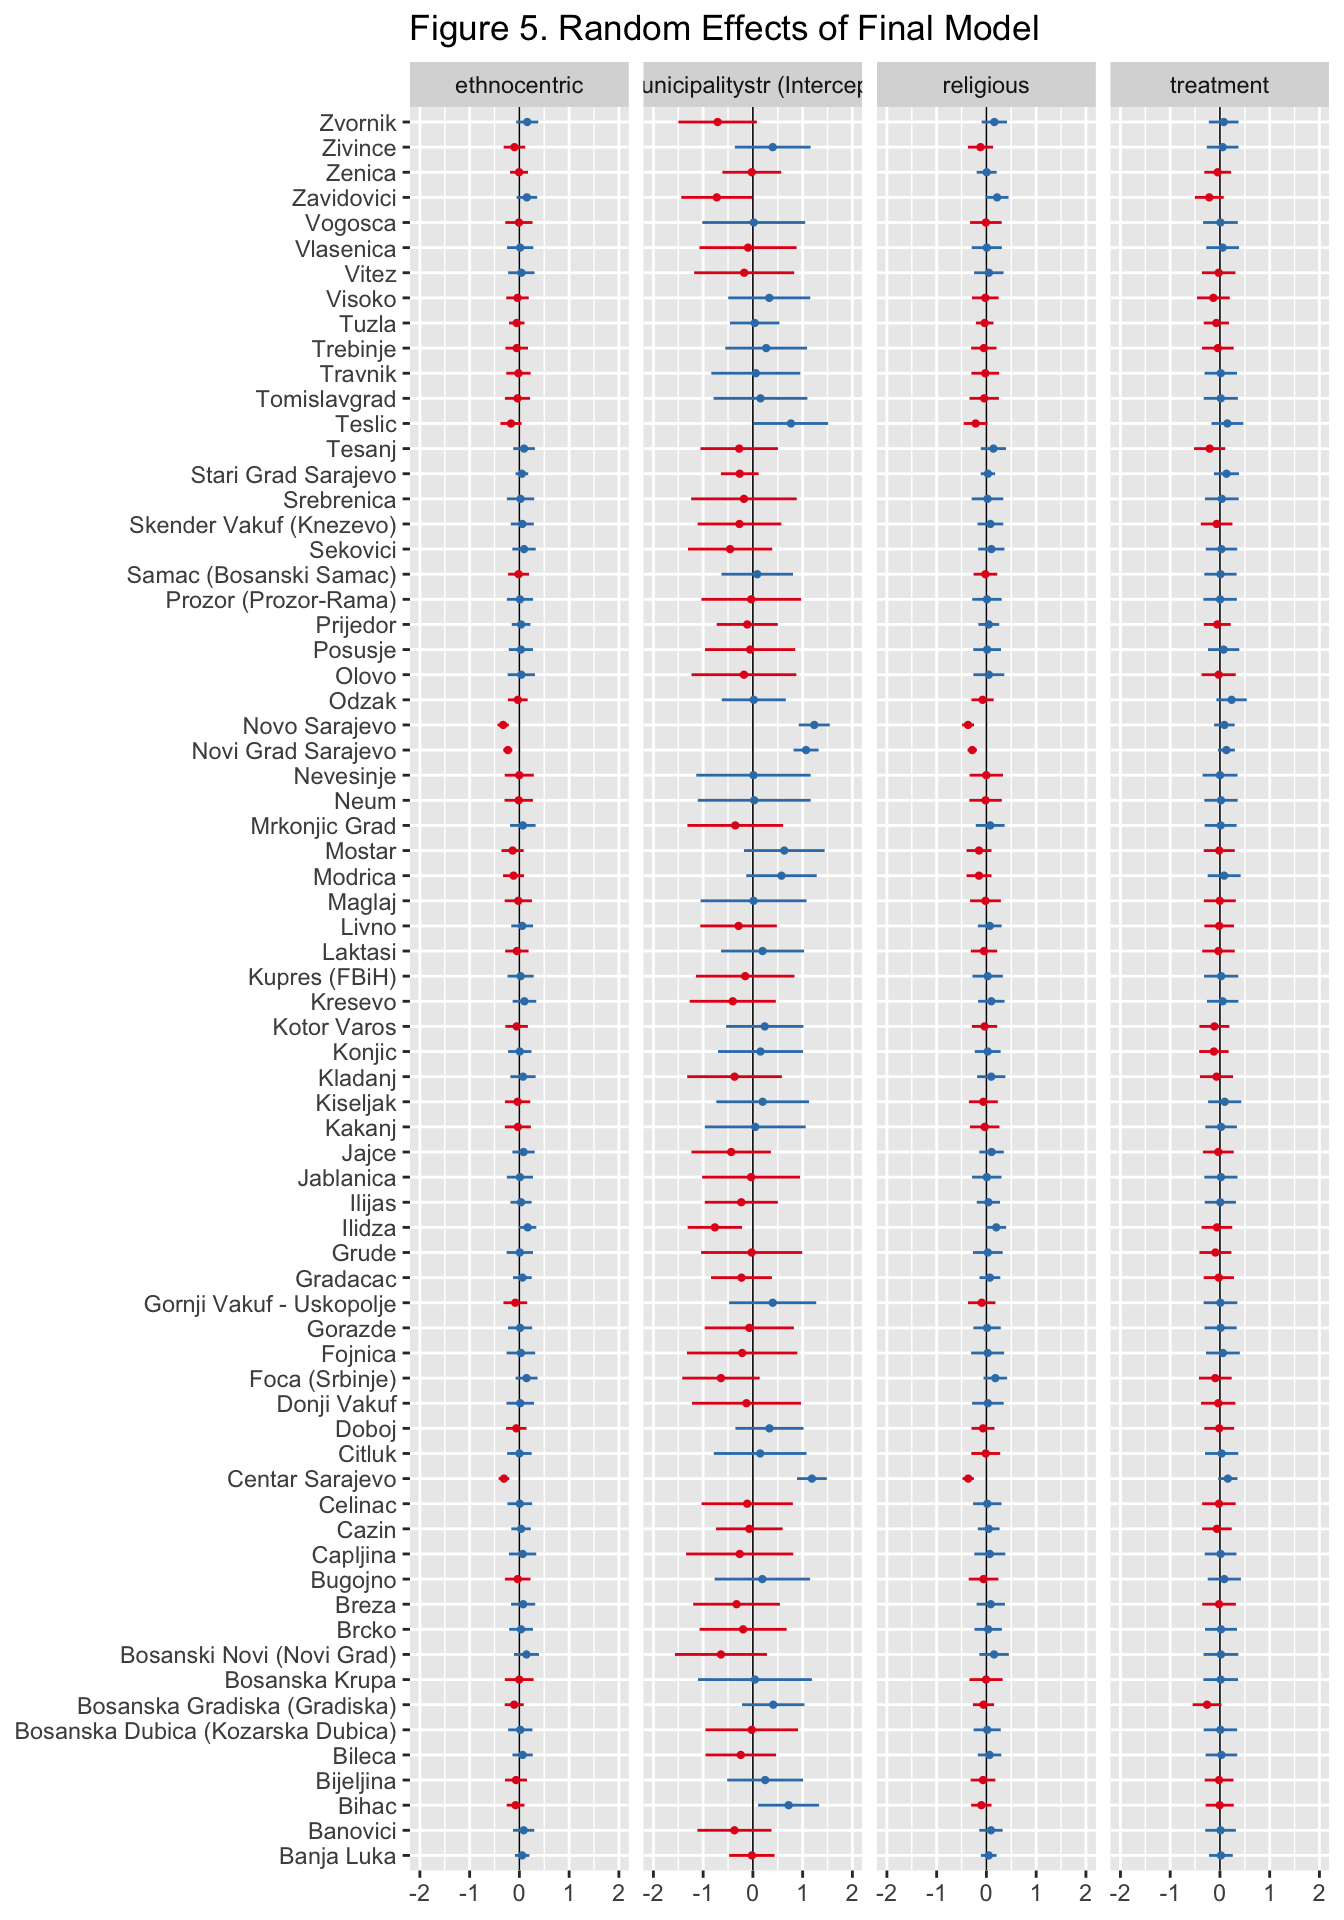 Figure 5. Random Effects of Final Model
ethnocentric
unicipalitystr (Intercep
religious
treatment
Zvornik
Zivince
Zenica
Zavidovici
Vogosca
Vlasenica
Vitez
Visoko
Tuzla
Trebinje
Travnik
Tomislavgrad
Teslic
Tesanj
Stari Grad Sarajevo
Srebrenica
Skender Vakuf (Knezevo)
Sekovici
Samac (Bosanski Samac)
Prozor (Prozor-Rama)
Prijedor
Posusje
Olovo
Odzak
Novo Sarajevo
Novi Grad Sarajevo
Nevesinje
Neum
Mrkonjic Grad
Mostar
Modrica
Maglaj
Livno
Laktasi
Kupres (FBiH)
Kresevo
Kotor Varos
Konjic
Kladanj
Kiseljak
Kakanj
Jajce
Jablanica
Ilijas
Ilidza
Grude
Gradacac
Gornji Vakuf - Uskopolje
Gorazde
Fojnica
Foca (Srbinje)
Donji Vakuf
Doboj
Citluk
Centar Sarajevo
Celinac
Cazin
Capljina
Bugojno
Breza
Brcko
Bosanski Novi (Novi Grad)
Bosanska Krupa
Bosanska Gradiska (Gradiska)
Bosanska Dubica (Kozarska Dubica)
Bileca
Bijeljina
Bihac
Banovici
Banja Luka
-2 -1 0 1 2 -2 -1 0 1 2 -2 -1 0 1 2 -2 -1 0 1 2